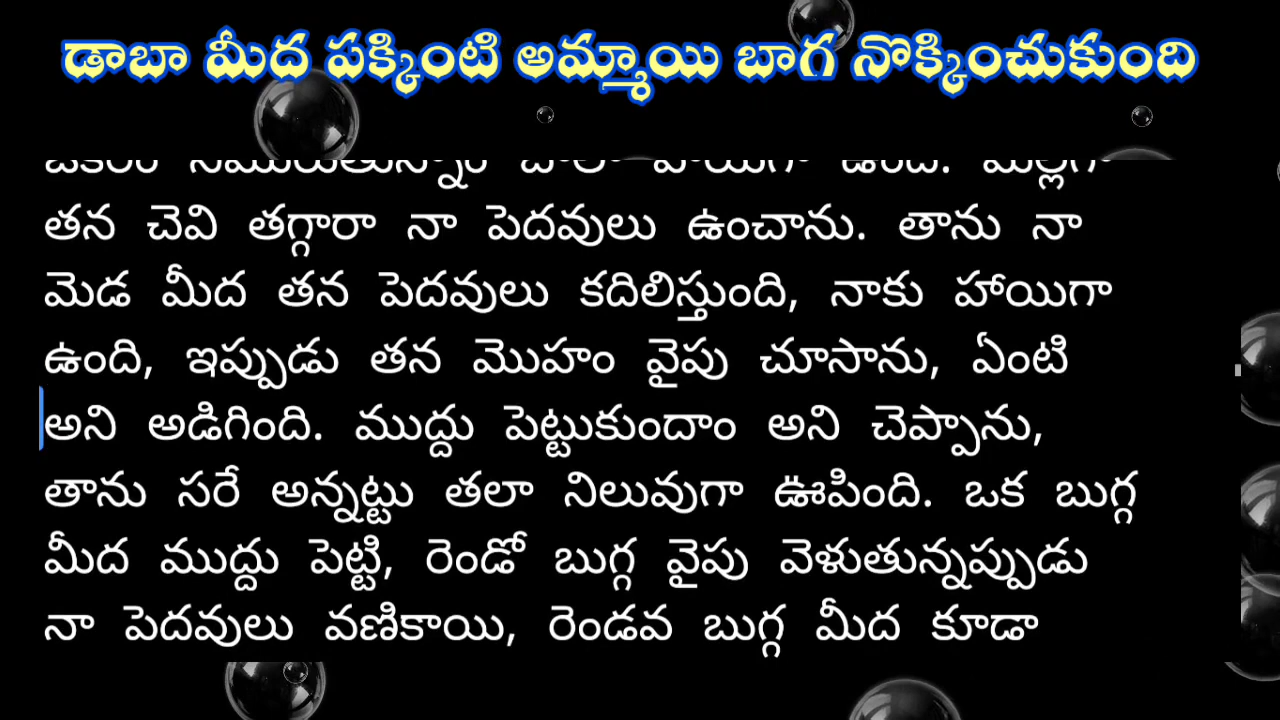 డాబా మీద పక్కింటి అమ్మాయి బాగ నొక్కించుకుంది
తన చెవి తగ్గారా నా పెదవులు ఉంచాను. తాను నా
మెడ మీద తన పెదవులు కదిలిస్తుంది, నాకు హాయిగా
ఉంది, ఇప్పుడు తన మొహం వైపు చూసాను, ఏంటి
అని అడిగింది. ముద్దు పెట్టుకుందాం అని చెప్పాను,
తాను సరే అన్నట్టు తలా నిలువుగా ఊపింది. ఒక బుగ్గ
మీద ముద్దు పెట్టి, రెండో బుగ్గ వైపు వెళుతున్నప్పుడు
నా పెదవులు వణికాయి, రెండవ బుగ్గ మీద కూడా